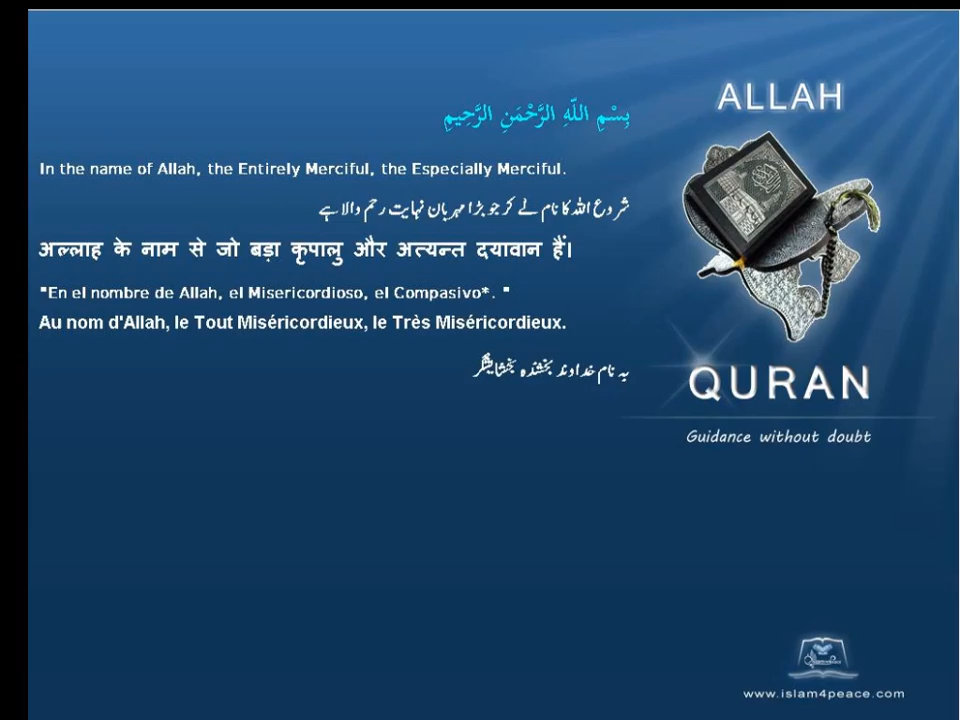 بِسْمِ اللَّهِ الرَّحْمَنِ الرَّحِيمِ
In the name of Allah, the Entirely Merciful, the Especially Merciful.
شروع الله کا نام لے کر جو بڑا مہربان نہایت رحم والا ہے
अल्लाह के नाम से जो बड़ा कृपालु और अत्यन्त दयावान हैं।
"En el nombre de Allah, el Misericordioso, el Compasivo*. "
Au nom d'Allah, le Tout Miséricordieux, le Très Miséricordieux.
به نام خداوند بخشنده بخشایشگر
ALLAH
QURAN
Guidance without doubt
www.islam4peace.com